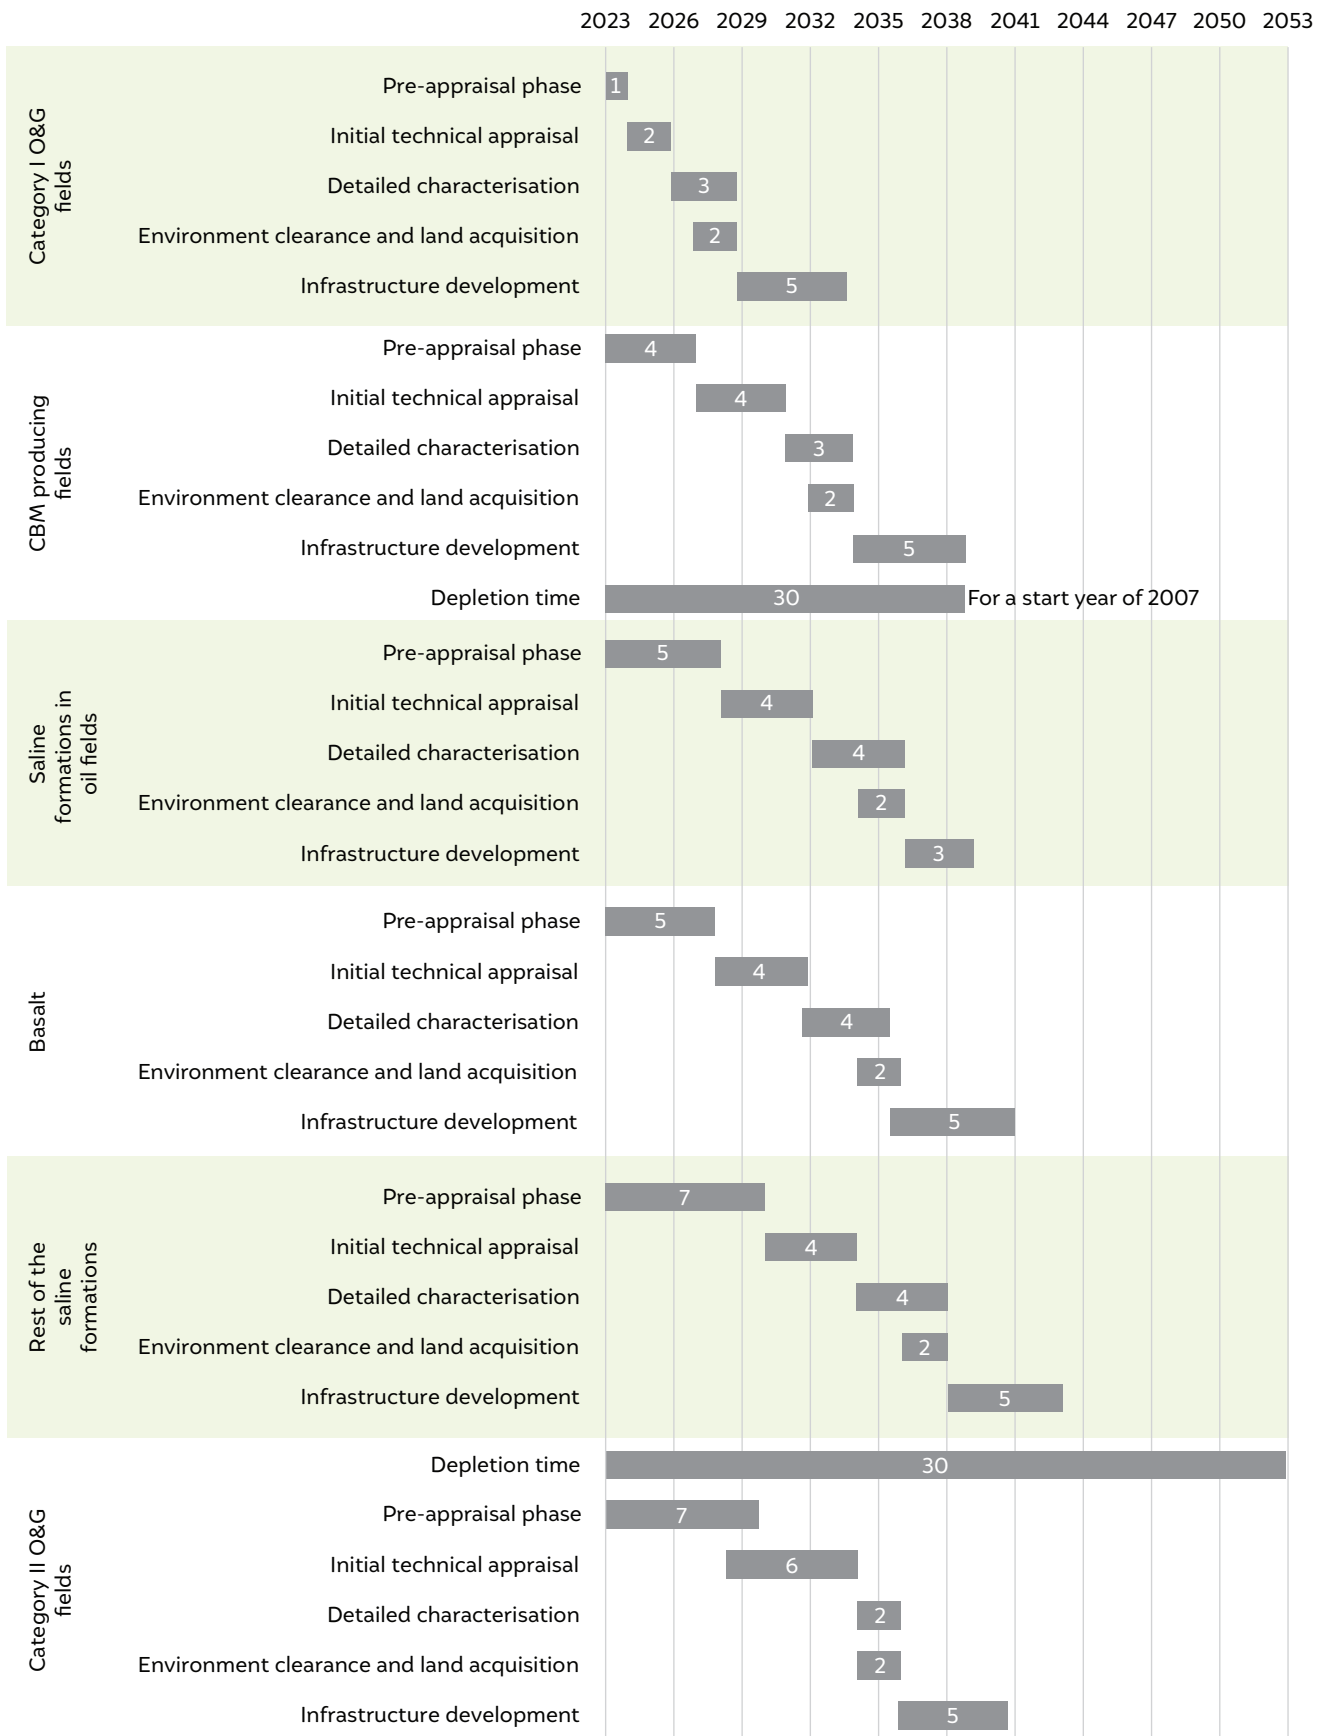 2023 2026 2029 2032 2035 2038 2041 2044 2047 2050 2053
Category I O&G
fields
Pre-appraisal phase 1
Initial technical appraisal 2
Detailed characterisation 3
Environment clearance and land acquisition 2
Infrastructure development 5
CBM producing
fields
Pre-appraisal phase 4
Initial technical appraisal 4
Detailed characterisation 3
Environment clearance and land acquisition 2
Infrastructure development 5
Depletion time 30 For a start year of 2007
Saline
formations in
oil fields
Pre-appraisal phase 5
Initial technical appraisal 4
Detailed characterisation 4
Environment clearance and land acquisition 2
Infrastructure development 3
Basalt
Pre-appraisal phase 5
Initial technical appraisal 4
Detailed characterisation 4
Environment clearance and land acquisition 2
Infrastructure development 5
Rest of the
saline
formations
Pre-appraisal phase 7
Initial technical appraisal 4
Detailed characterisation 4
Environment clearance and land acquisition 2
Infrastructure development 5
Category II O&G
fields
Depletion time 30
Pre-appraisal phase 7
Initial technical appraisal 6
Detailed characterisation 2
Environment clearance and land acquisition 2
Infrastructure development 5